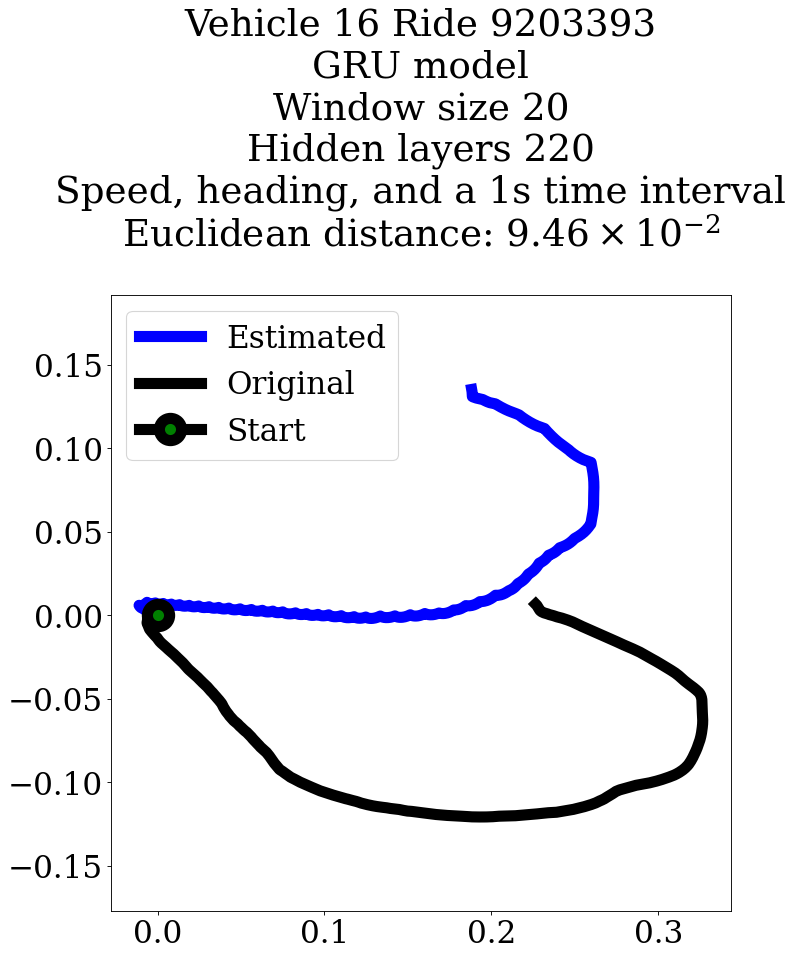 Vehicle 16 Ride 9203393
GRU model
Window size 20
Hidden layers 220
Speed, heading, and a 1s time interval
Euclidean distance: 9.46 × 10⁻²
Estimated
Original
Start
0.15
0.10
0.05
0.00
−0.05
−0.10
−0.15
0.0 0.1 0.2 0.3